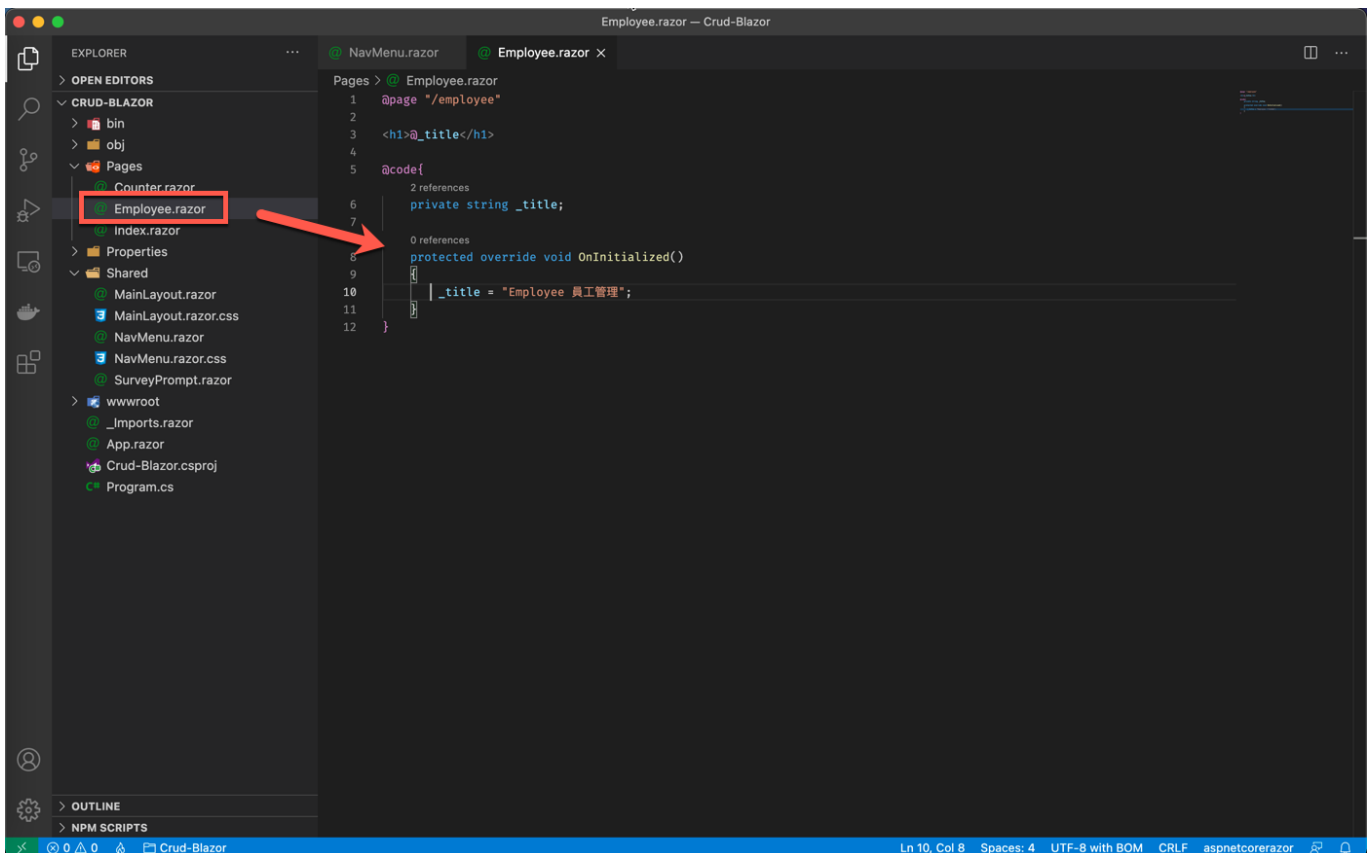 Employee.razor — Crud-Blazor
EXPLORER
OPEN EDITORS
CRUD-BLAZOR
bin
obj
Pages
Counter.razor
Employee.razor
Index.razor
Properties
Shared
MainLayout.razor
MainLayout.razor.css
NavMenu.razor
NavMenu.razor.css
SurveyPrompt.razor
wwwroot
_Imports.razor
App.razor
Crud-Blazor.csproj
Program.cs
OUTLINE
NPM SCRIPTS
NavMenu.razor
Employee.razor
Pages > @ Employee.razor
1 @page "/employee"
2
3 <h1>@_title</h1>
4
5 @code{
2 references
6 private string _title;
7
0 references
8 protected override void OnInitialized()
9 {
10 _title = "Employee 員工管理";
11 }
12 }
0 0 Crud-Blazor
Ln 10, Col 8 Spaces: 4 UTF-8 with BOM CRLF aspnetcorerazor